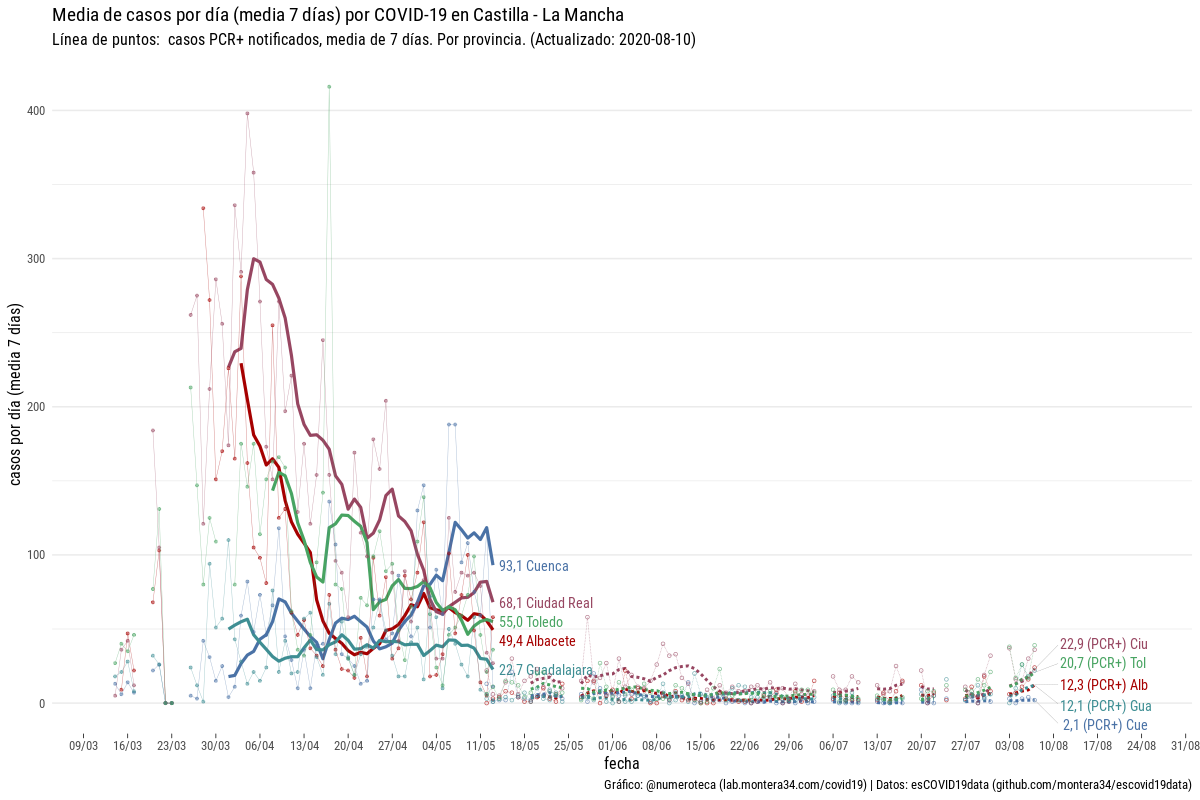 Media de casos por día (media 7 días) por COVID-19 en Castilla - La Mancha
Línea de puntos:  casos PCR+ notificados, media de 7 días. Por provincia. (Actualizado: 2020-08-10)
casos por día (media 7 días)
400
300
200
100
0
93,1 Cuenca
68,1 Ciudad Real
55,0 Toledo
49,4 Albacete
22,7 Guadalajara
22,9 (PCR+) Ciu
20,7 (PCR+) Tol
12,3 (PCR+) Alb
12,1 (PCR+) Gua
2,1 (PCR+) Cue
09/03 16/03 23/03 30/03 06/04 13/04 20/04 27/04 04/05 11/05 18/05 25/05 01/06 08/06 15/06 22/06 29/06 06/07 13/07 20/07 27/07 03/08 10/08 17/08 24/08 31/08
fecha
Gráfico: @numeroteca (lab.montera34.com/covid19) | Datos: esCOVID19data (github.com/montera34/escovid19data)